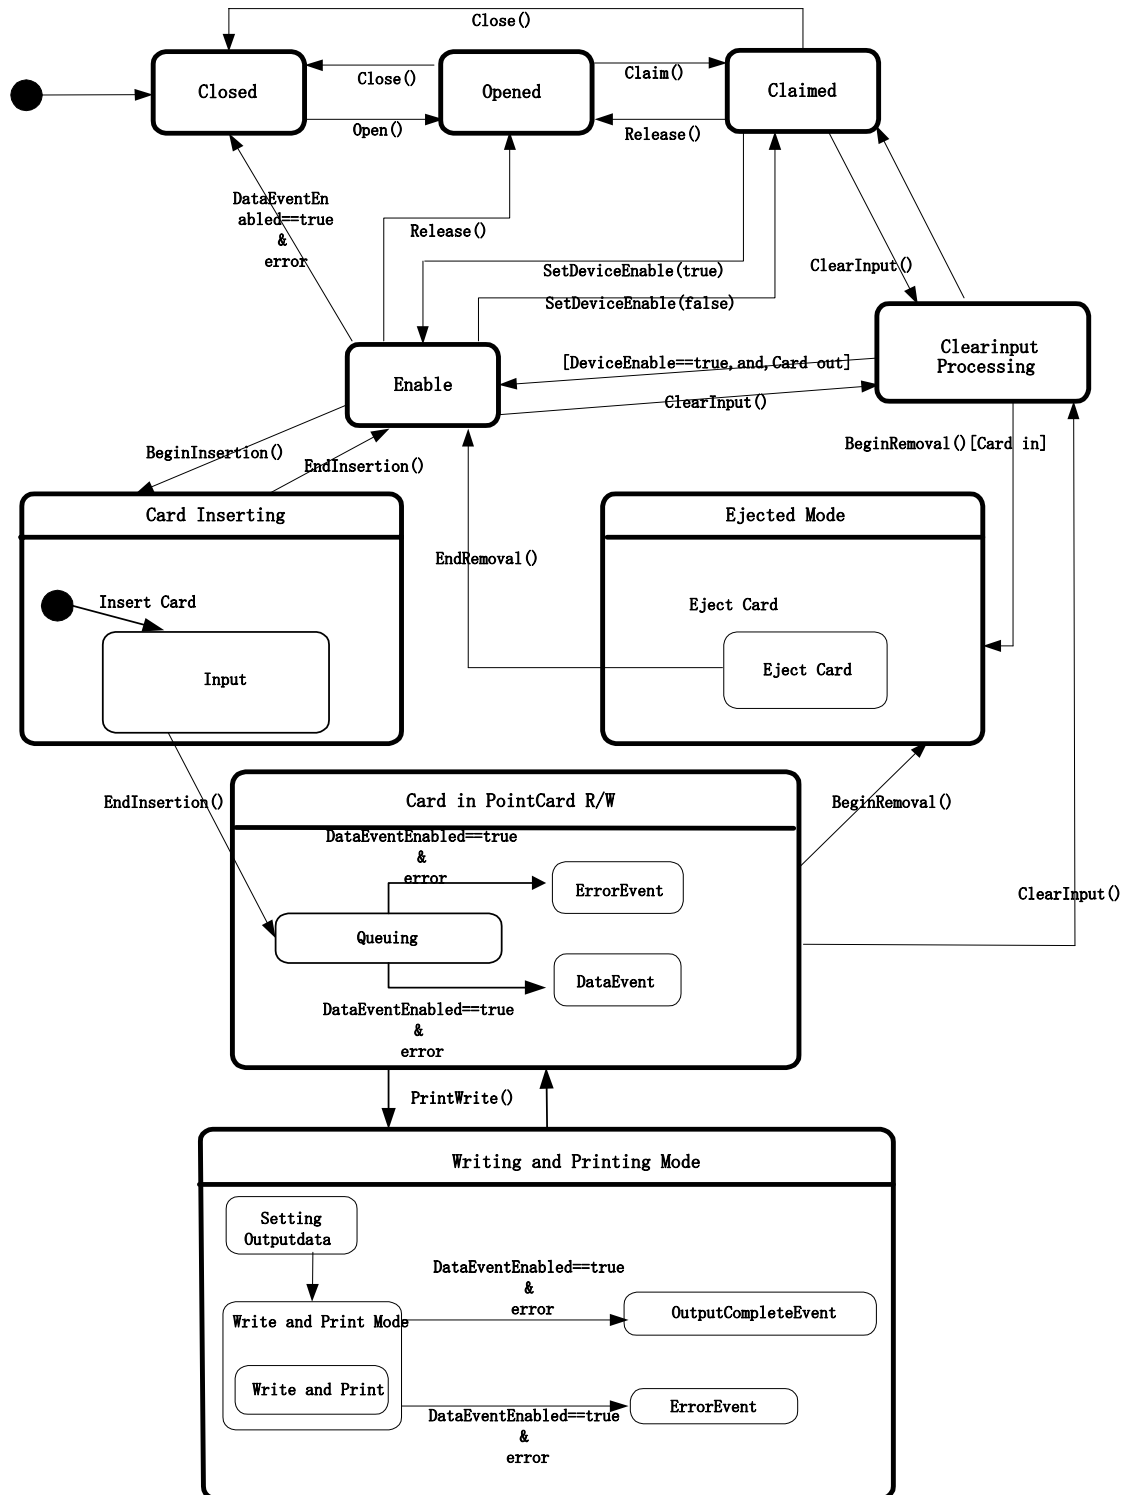 Close()
Closed
Opened
Claimed
Close()
Claim()
Open()
Release()
DataEventEn
abled==true
&
error
Release()
ClearInput()
SetDeviceEnable(true)
SetDeviceEnable(false)
Clearinput
Processing
[DeviceEnable==true,and,Card out]
Enable
ClearInput()
BeginInsertion()
EndInsertion()
BeginRemoval()[Card in]
Card Inserting
Ejected Mode
EndRemoval()
Insert Card
Eject Card
Input
Eject Card
EndInsertion()
Card in PointCard R/W
BeginRemoval()
DataEventEnabled==true
&
error
ErrorEvent
ClearInput()
Queuing
DataEvent
DataEventEnabled==true
&
error
PrintWrite()
Writing and Printing Mode
Setting
Outputdata
DataEventEnabled==true
&
error
Write and Print Mode
OutputCompleteEvent
Write and Print
ErrorEvent
DataEventEnabled==true
&
error